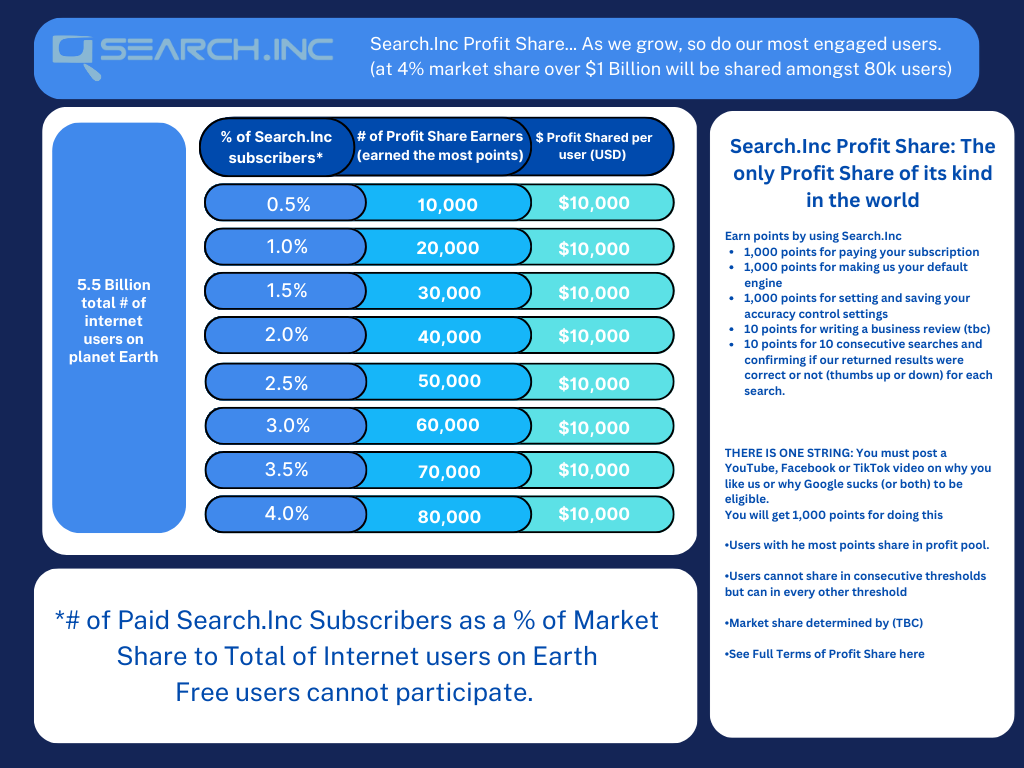 SEARCH.INC
Search.Inc Profit Share... As we grow, so do our most engaged users.
(at 4% market share over $1 Billion will be shared amongst 80k users)
5.5 Billion
total # of
internet
users on
planet Earth
% of Search.Inc
subscribers*
# of Profit Share Earners
(earned the most points)
$ Profit Shared per
user (USD)
0.5% 10,000 $10,000
1.0% 20,000 $10,000
1.5% 30,000 $10,000
2.0% 40,000 $10,000
2.5% 50,000 $10,000
3.0% 60,000 $10,000
3.5% 70,000 $10,000
4.0% 80,000 $10,000
*# of Paid Search.Inc Subscribers as a % of Market
Share to Total of Internet users on Earth
Free users cannot participate.
Search.Inc Profit Share: The
only Profit Share of its kind
in the world
Earn points by using Search.Inc
• 1,000 points for paying your subscription
• 1,000 points for making us your default
engine
• 1,000 points for setting and saving your
accuracy control settings
• 10 points for writing a business review (tbc)
• 10 points for 10 consecutive searches and
confirming if our returned results were
correct or not (thumbs up or down) for each
search.
THERE IS ONE STRING: You must post a
YouTube, Facebook or TikTok video on why you
like us or why Google sucks (or both) to be
eligible.
You will get 1,000 points for doing this
•Users with he most points share in profit pool.
•Users cannot share in consecutive thresholds
but can in every other threshold
•Market share determined by (TBC)
•See Full Terms of Profit Share here